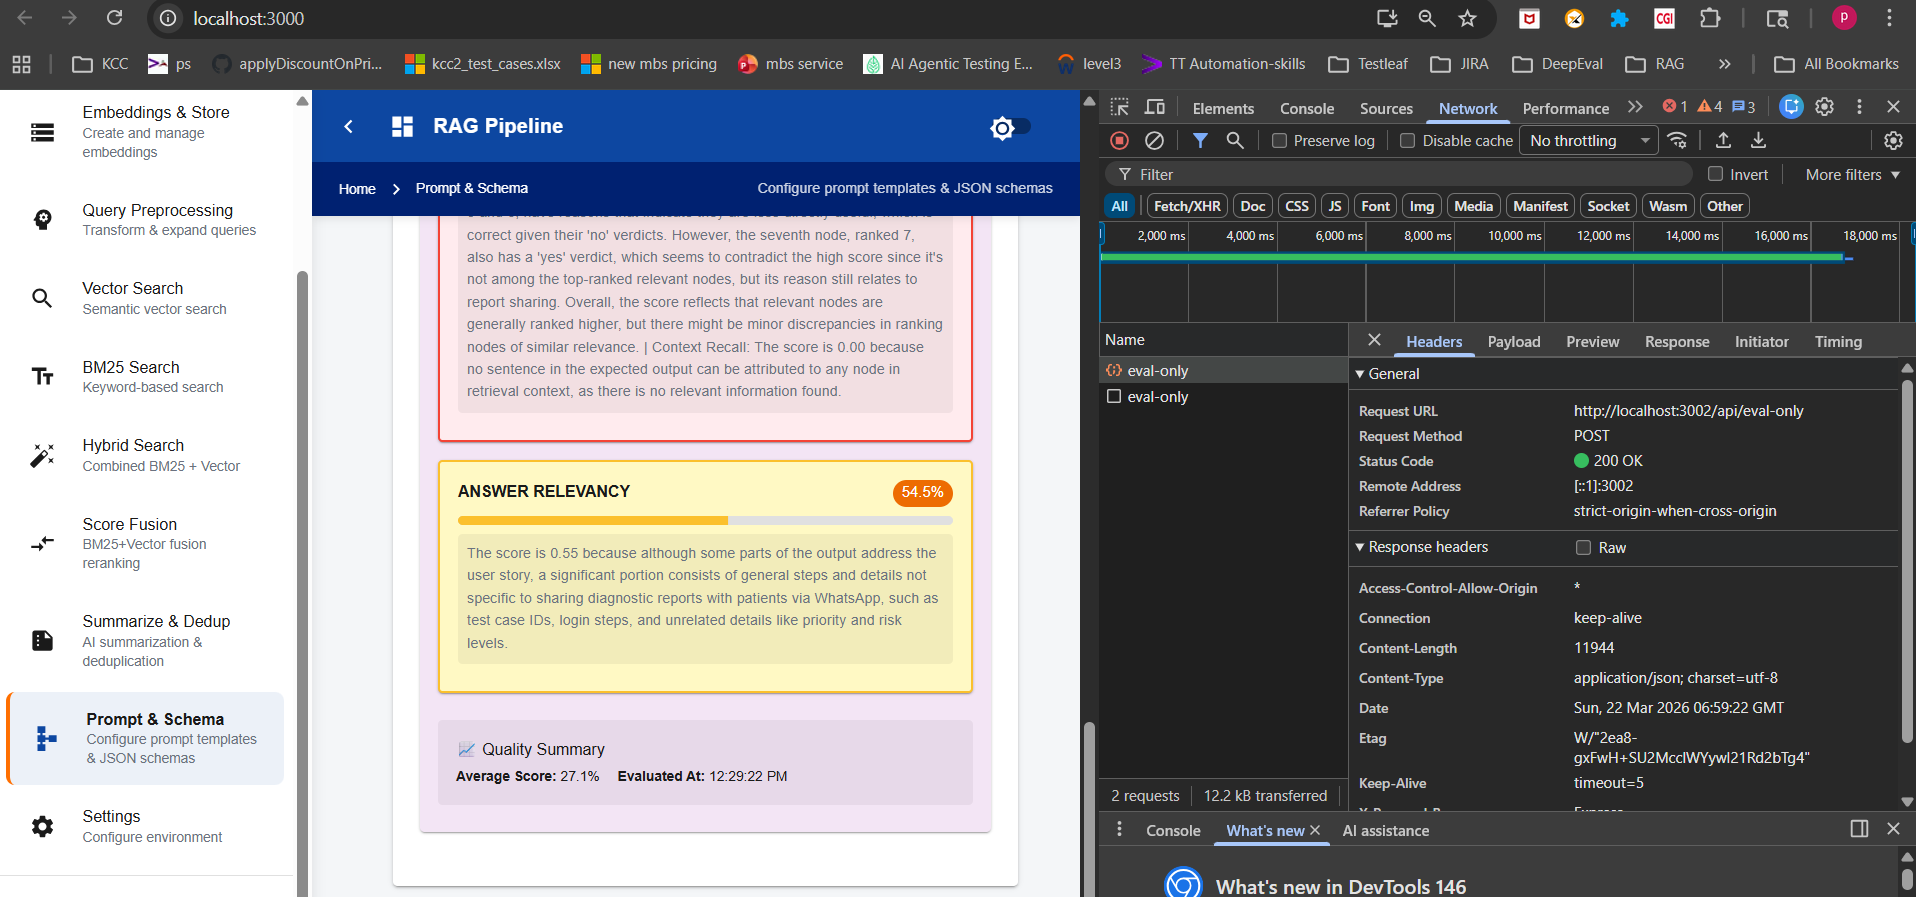 localhost:3000
P
KCC
ps
applyDiscountOnPri...
kcc2_test_cases.xlsx
new mbs pricing
mbs service
AI Agentic Testing E...
level3
TT Automation-skills
Testleaf
JIRA
DeepEval
RAG
»
All Bookmarks
CGI
Embeddings & Store
Create and manage
embeddings
Query Preprocessing
Transform & expand queries
Vector Search
Semantic vector search
Tт
BM25 Search
Keyword-based search
Hybrid Search
Combined BM25 + Vector
Score Fusion
BM25+Vector fusion
reranking
Summarize & Dedup
AI summarization &
deduplication
Prompt & Schema
Configure prompt templates
& JSON schemas
Settings
Configure environment
RAG Pipeline
Home
Prompt & Schema
Configure prompt templates & JSON schemas
correct given their 'no' verdicts. However, the seventh node, ranked 7,
also has a 'yes' verdict, which seems to contradict the high score since it's
not among the top-ranked relevant nodes, but its reason still relates to
report sharing. Overall, the score reflects that relevant nodes are
generally ranked higher, but there might be minor discrepancies in ranking
nodes of similar relevance. | Context Recall: The score is 0.00 because
no sentence in the expected output can be attributed to any node in
retrieval context, as there is no relevant information found.
ANSWER RELEVANCY
54.5%
The score is 0.55 because although some parts of the output address the
user story, a significant portion consists of general steps and details not
specific to sharing diagnostic reports with patients via WhatsApp, such as
test case IDs, login steps, and unrelated details like priority and risk
levels.
Quality Summary
Average Score: 27.1% Evaluated At: 12:29:22 PM
Elements
Console
Sources
Network
Performance
»
1
4
3
Preserve log
Disable cache
No throttling
Filter
Invert
More filters
All
Fetch/XHR
Doc
CSS
JS
Font
Img
Media
Manifest
Socket
Wasm
Other
2,000 ms
4,000 ms
6,000 ms
8,000 ms
10,000 ms
12,000 ms
14,000 ms
16,000 ms
18,000 ms
Name
eval-only
eval-only
2 requests
12.2 kB transferred
Headers
Payload
Preview
Response
Initiator
Timing
General
Request URL http://localhost:3002/api/eval-only
Request Method POST
Status Code 200 OK
Remote Address [::1]:3002
Referrer Policy strict-origin-when-cross-origin
Response headers
Raw
Access-Control-Allow-Origin *
Connection keep-alive
Content-Length 11944
Content-Type application/json; charset=utf-8
Date Sun, 22 Mar 2026 06:59:22 GMT
Etag W/"2ea8-
gxFwH+SU2McclWYywl21Rd2bTg4"
Keep-Alive timeout=5
Console
What's new
AI assistance
What's new in DevTools 146